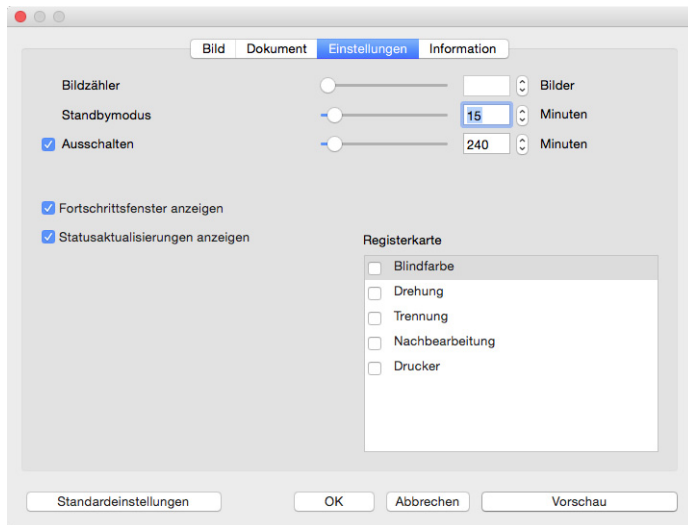 Bild Dokument Einstellungen Information
Bildzähler Bilder
Standbymodus 15 Minuten
Ausschalten 240 Minuten
Fortschrittsfenster anzeigen
Statusaktualisierungen anzeigen
Registerkarte
Blindfarbe
Drehung
Trennung
Nachbearbeitung
Drucker
Standardeinstellungen OK Abbrechen Vorschau